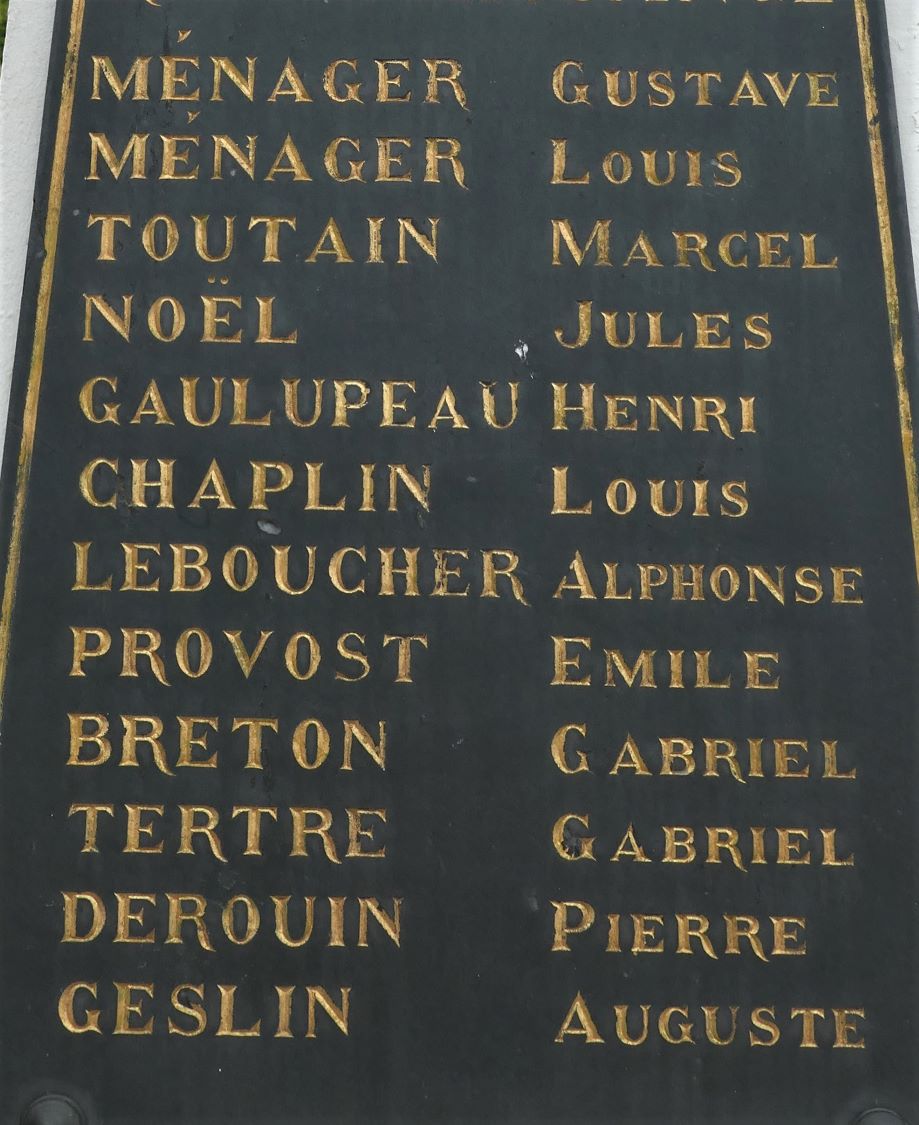 MÉNAGER GUSTAVE
MÉNAGER LOUIS
TOUTAIN MARCEL
NOËL JULES
GAULUPEAU HENRI
CHAPLIN LOUIS
LEBOUCHER ALPHONSE
PROVOST EMILE
BRETON GABRIEL
TERTRE GABRIEL
DEROUIN PIERRE
GESLIN AUGUSTE